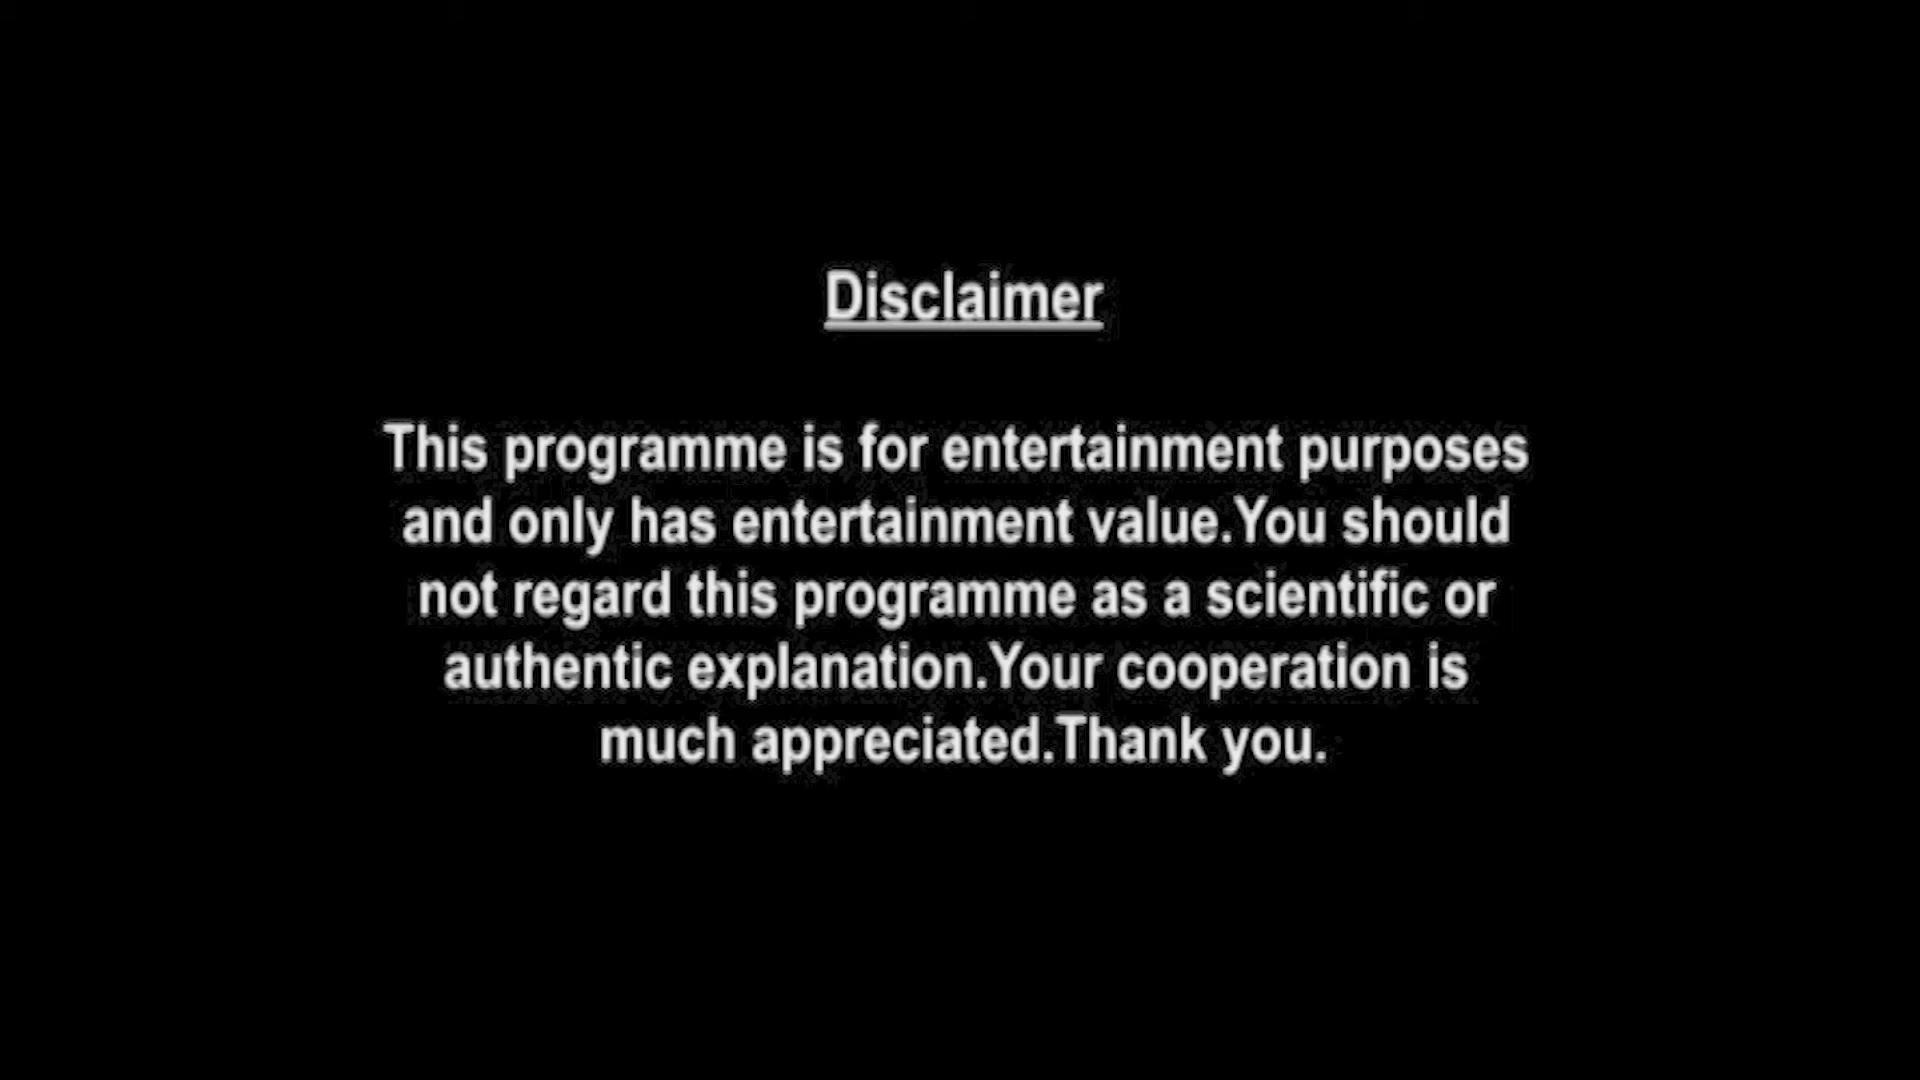 Disclaimer
This programme is for entertainment purposes
and only has entertainment value.You should
not regard this programme as a scientific or
authentic explanation.Your cooperation is
much appreciated.Thank you.